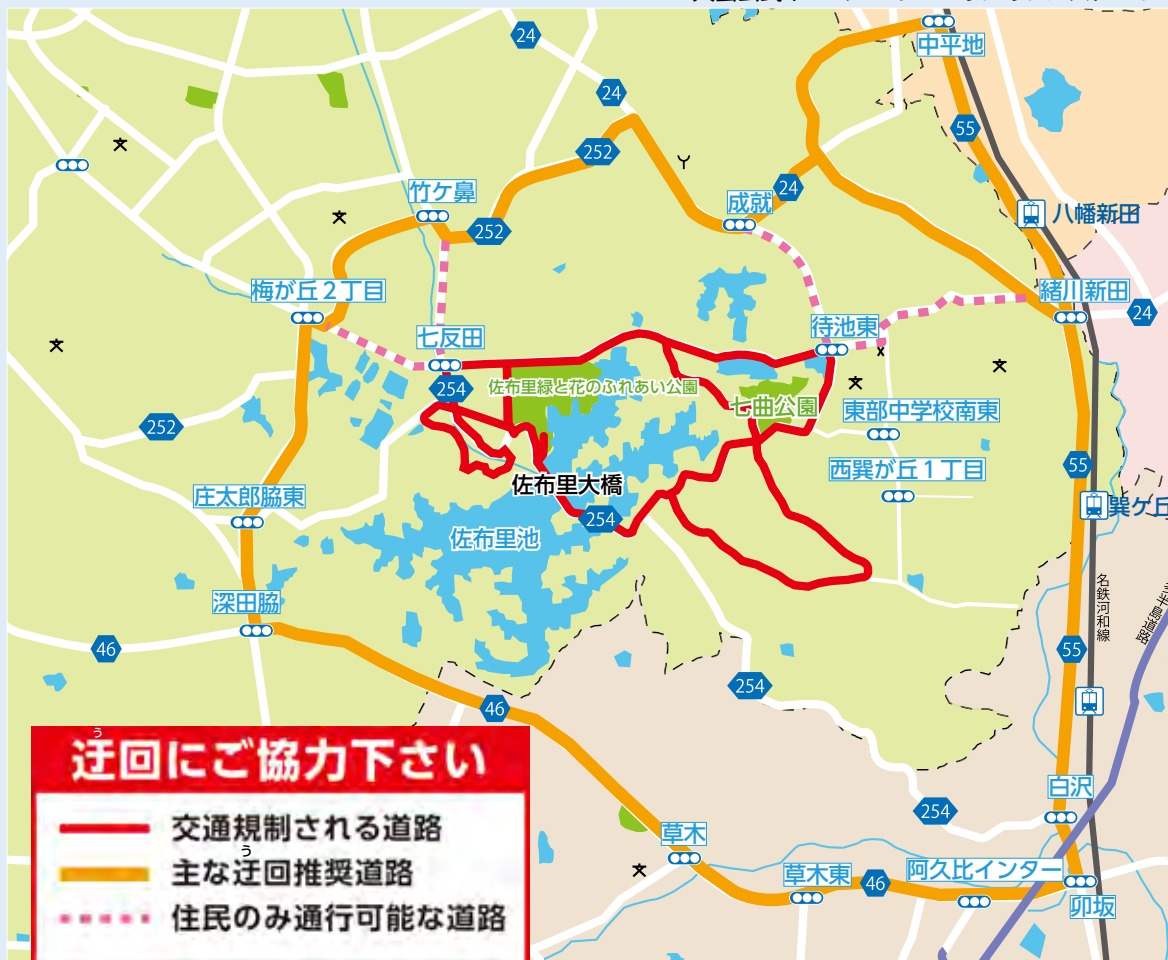 24
中平地
24
55
252
竹ケ鼻
成就
24
八幡新田
252
梅が丘２丁目
緒川新田
24
七反田
待池東
254
佐布里緑と花のふれあい公園
七曲公園
東部中学校南東
252
西巽が丘１丁目
55
佐布里大橋
庄太郎脇東
巽ケ丘
254
佐布里池
名鉄河和線
深田脇
46
55
254
46
白沢
254
草木
阿久比インター
草木東
46
卯坂
う
迂回にご協力下さい
交通規制される道路
う
主な迂回推奨道路
住民のみ通行可能な道路